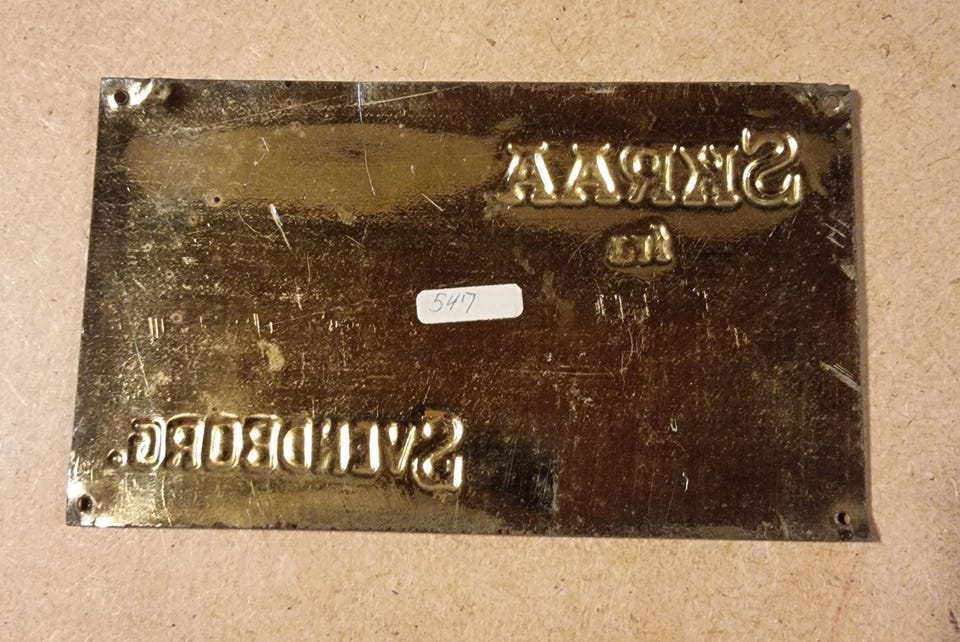 SKRAA
fra
547
SVENDBORG.